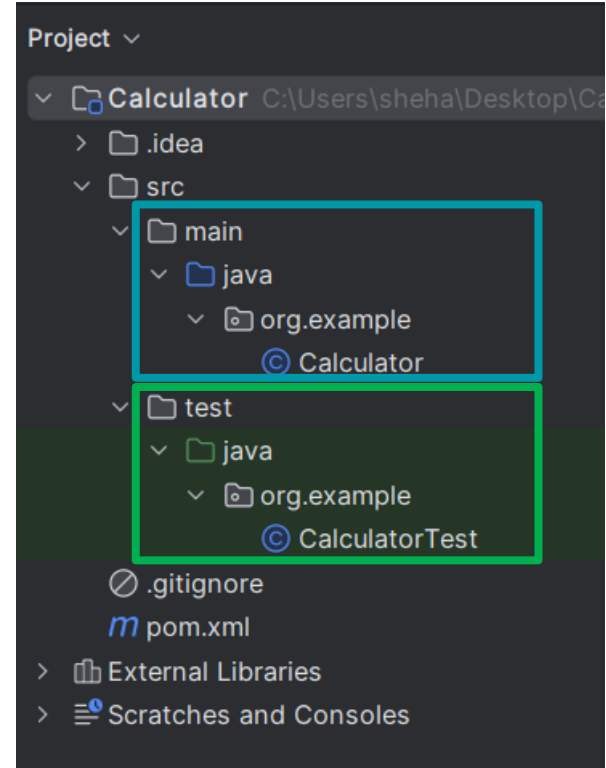 Project
Calculator C:\Users\sheha\Desktop\Ca
.idea
src
main
java
org.example
Calculator
test
java
org.example
CalculatorTest
.gitignore
pom.xml
External Libraries
Scratches and Consoles